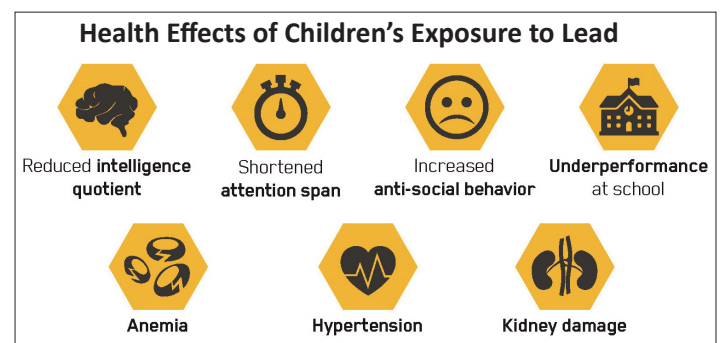 Health Effects of Children's Exposure to Lead
Reduced intelligence
quotient
Shortened
attention span
Increased
anti-social behavior
Underperformance
at school
Anemia
Hypertension
Kidney damage